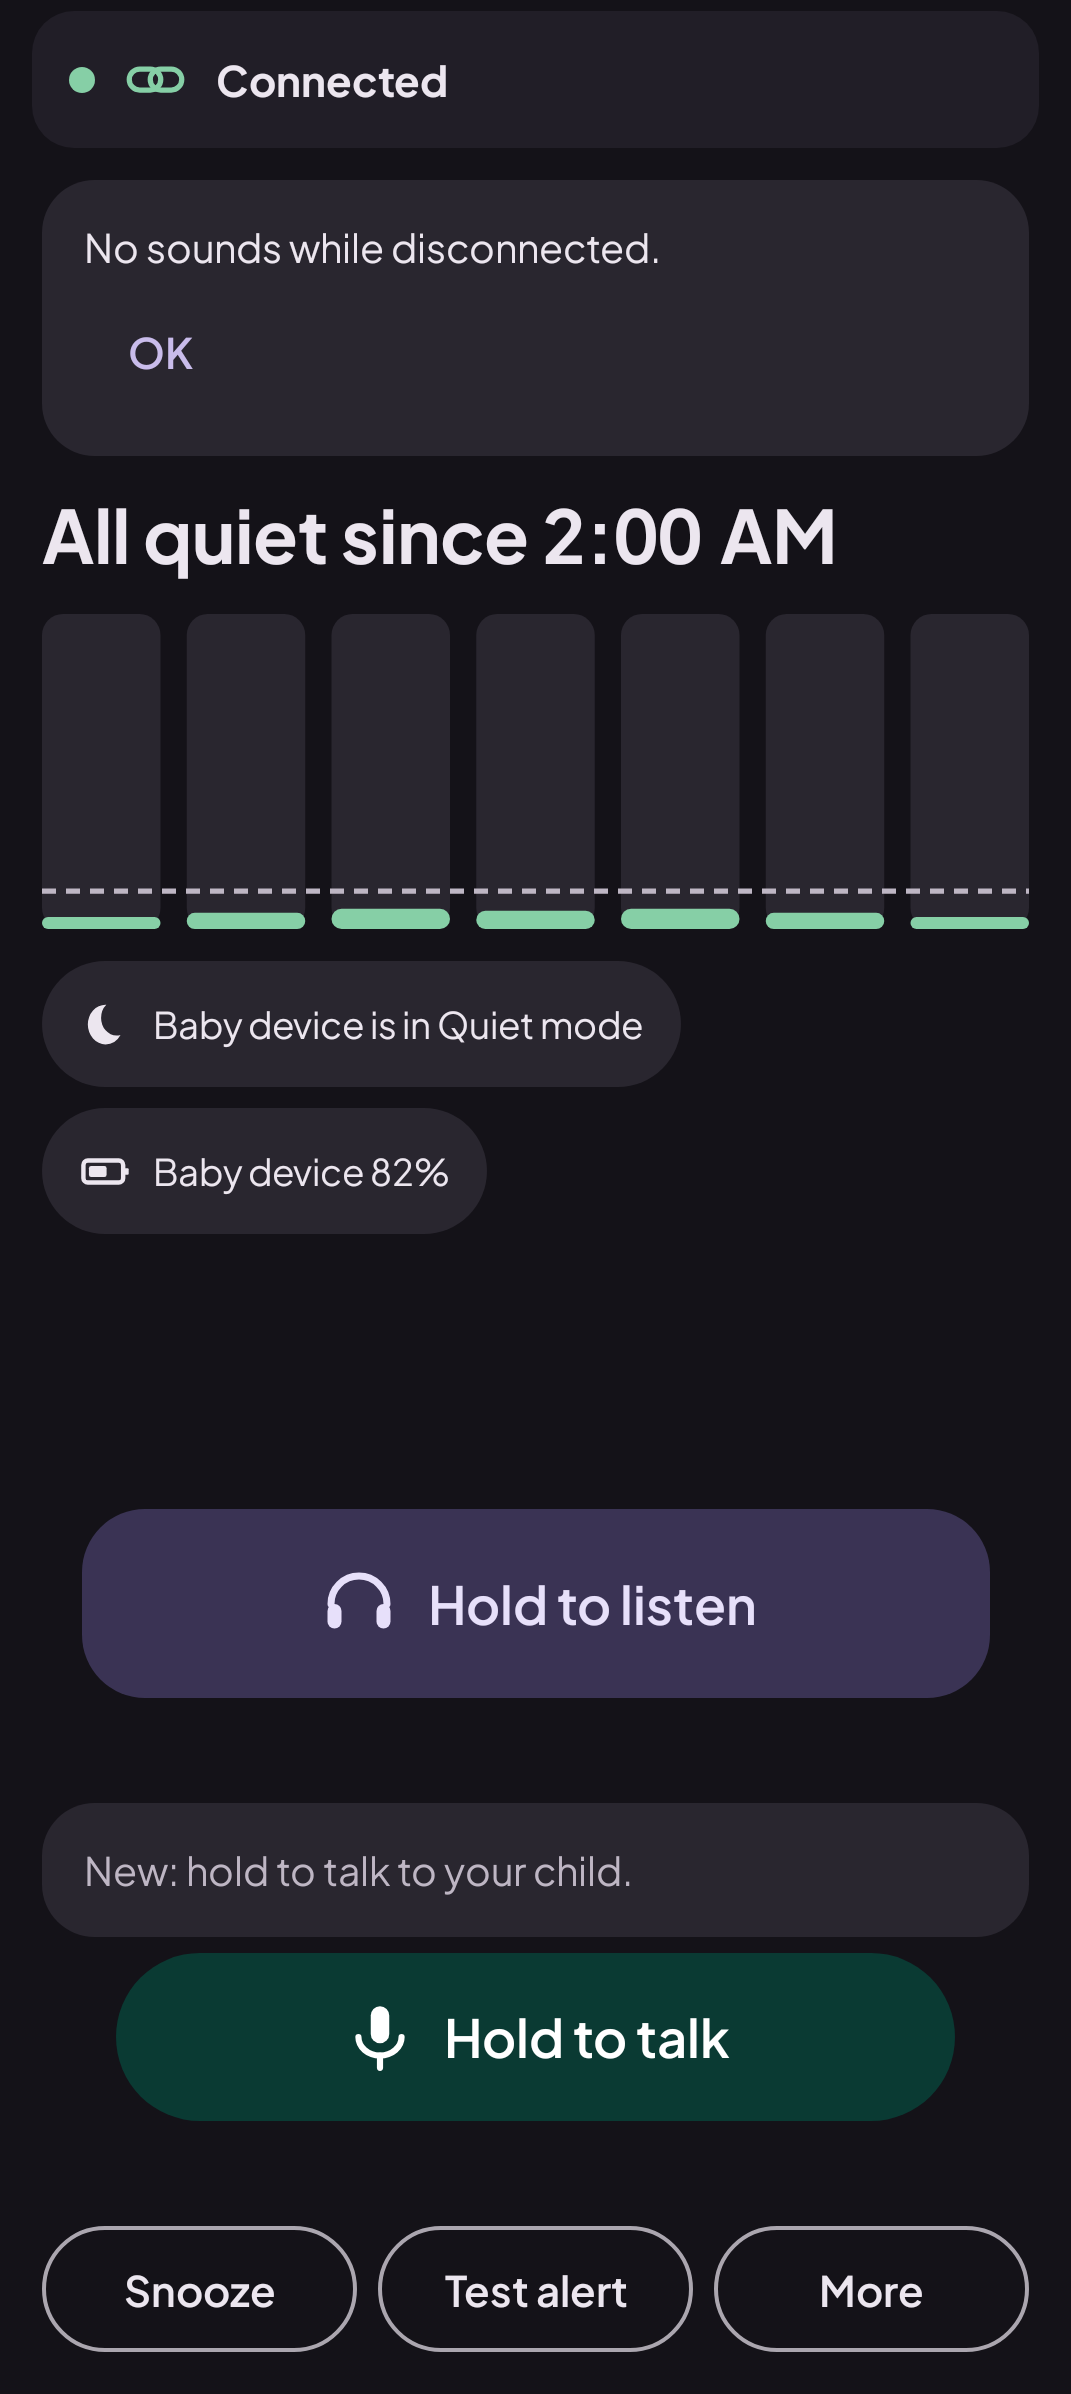 Connected
No sounds while disconnected.
OK
All quiet since 2:00 AM
Baby device is in Quiet mode
Baby device 82%
Hold to listen
New: hold to talk to your child.
Hold to talk
Snooze
Test alert
More